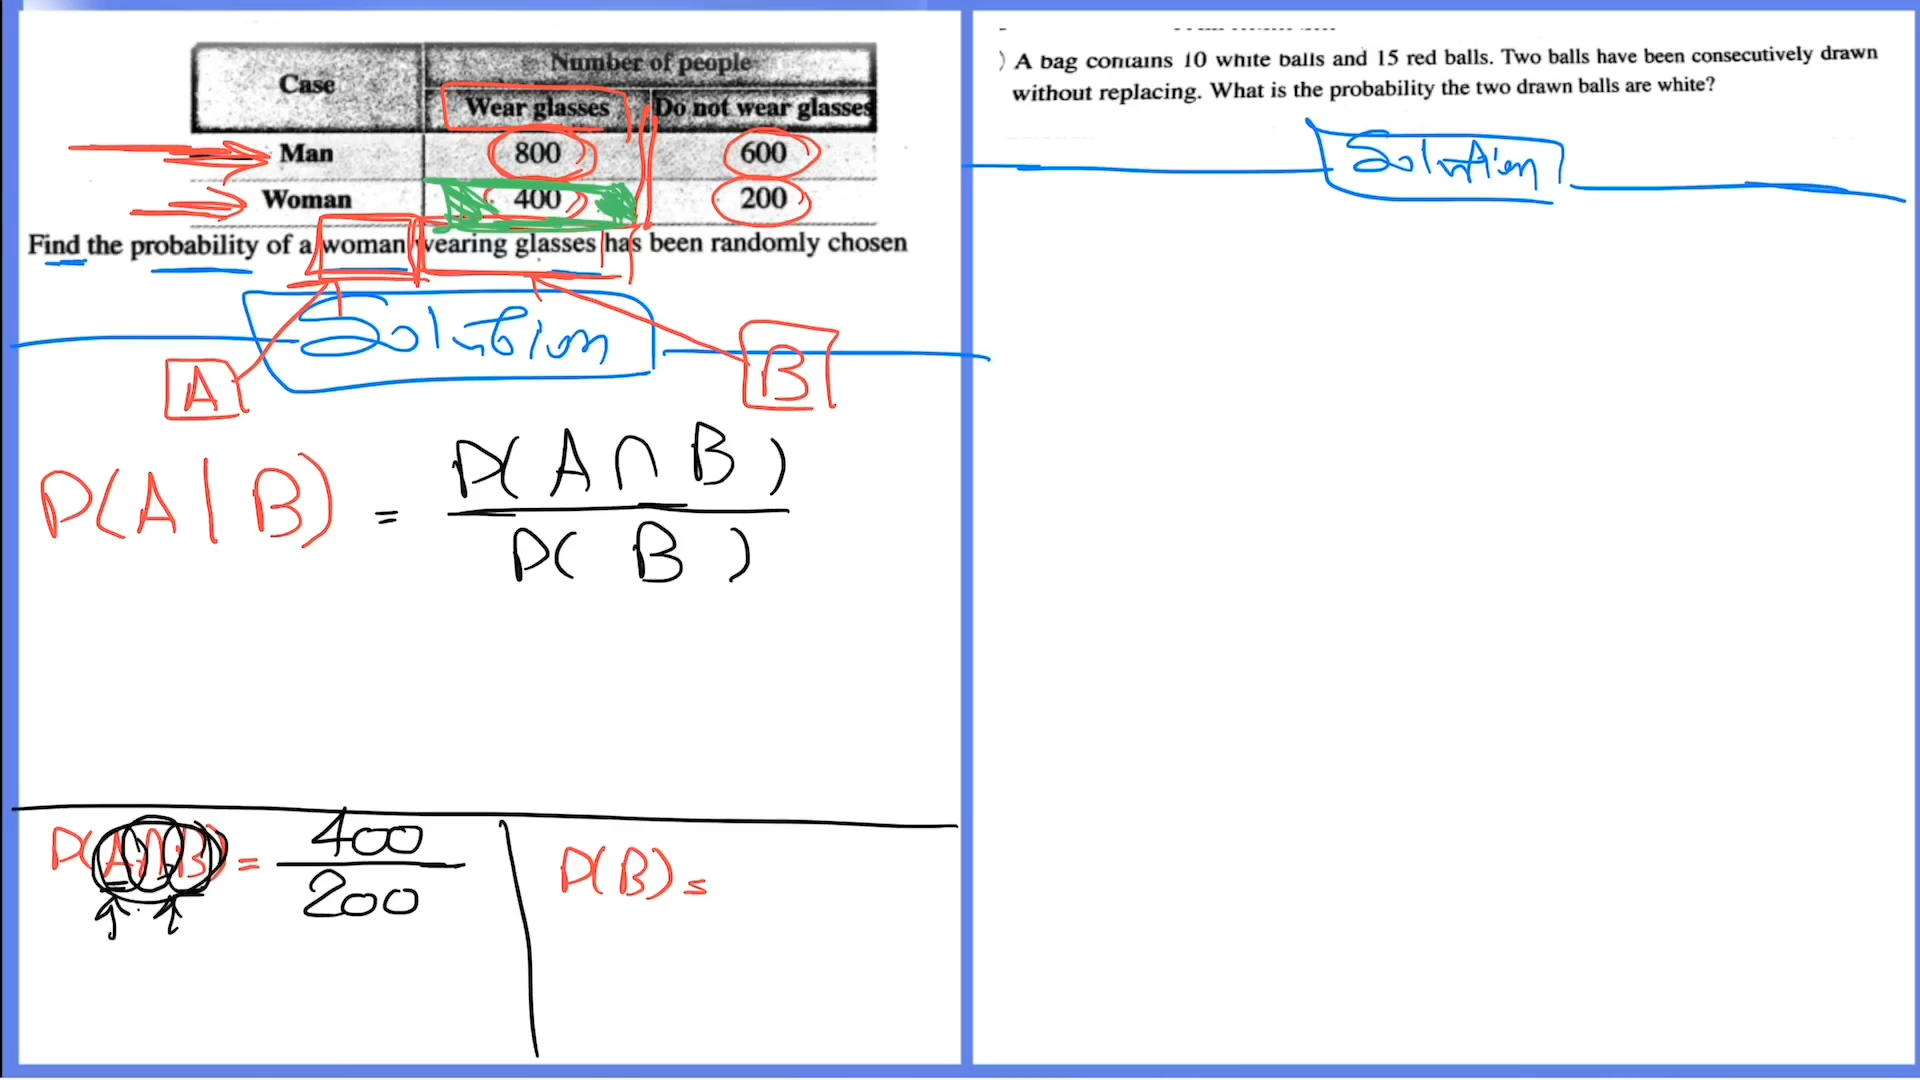 Number of people
Case
Wear glasses
Do not wear glasses
Man 800 600
Woman 400 200
Find the probability of a woman wearing glasses has been randomly chosen
Solution
A
B
P(A | B) = P(A ∩ B)
P( B )
P(A∩B) = 400
200
P(B) =
) A bag contains 10 white balls and 15 red balls. Two balls have been consecutively drawn
without replacing. What is the probability the two drawn balls are white?
Solution